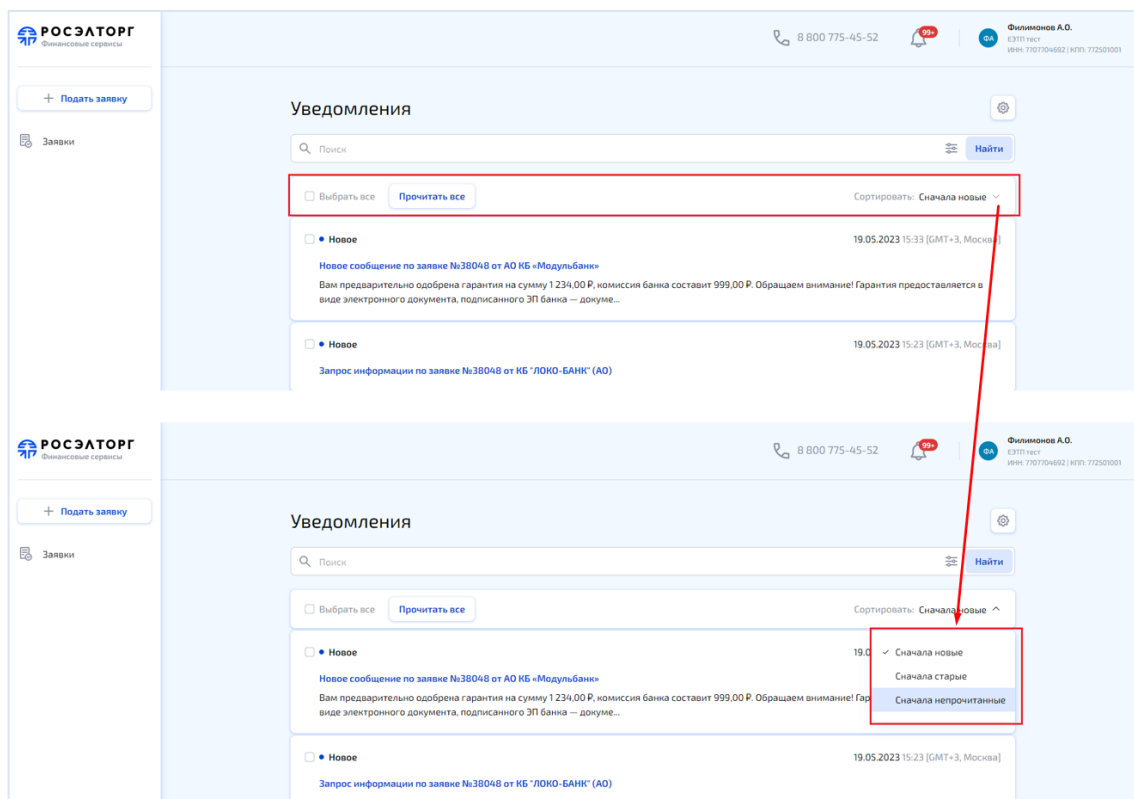 РОСЭЛТОРГ
Финансовые сервисы
8 800 775-45-52
99+
ФА
Филимонов А.О.
ЕЭТП тест
ИНН: 7707704692 | КПП: 772501001
+ Подать заявку
Заявки
Уведомления
Поиск
Найти
Выбрать все
Прочитать все
Сортировать: Сначала новые
Новое
19.05.2023 15:33 [GMT+3, Москва]
Новое сообщение по заявке №38048 от АО КБ «Модульбанк»
Вам предварительно одобрена гарантия на сумму 1 234,00 ₽, комиссия банка составит 999,00 ₽. Обращаем внимание! Гарантия предоставляется в
виде электронного документа, подписанного ЭП банка — докуме...
Новое
19.05.2023 15:23 [GMT+3, Москва]
Запрос информации по заявке №38048 от КБ "ЛОКО-БАНК" (АО)
РОСЭЛТОРГ
Финансовые сервисы
8 800 775-45-52
99+
ФА
Филимонов А.О.
ЕЭТП тест
ИНН: 7707704692 | КПП: 772501001
+ Подать заявку
Заявки
Уведомления
Поиск
Найти
Выбрать все
Прочитать все
Сортировать: Сначала новые
Новое
19.0
Сначала новые
Сначала старые
Сначала непрочитанные
Новое сообщение по заявке №38048 от АО КБ «Модульбанк»
Вам предварительно одобрена гарантия на сумму 1 234,00 ₽, комиссия банка составит 999,00 ₽. Обращаем внимание! Гар
виде электронного документа, подписанного ЭП банка — докуме...
Новое
19.05.2023 15:23 [GMT+3, Москва]
Запрос информации по заявке №38048 от КБ "ЛОКО-БАНК" (АО)